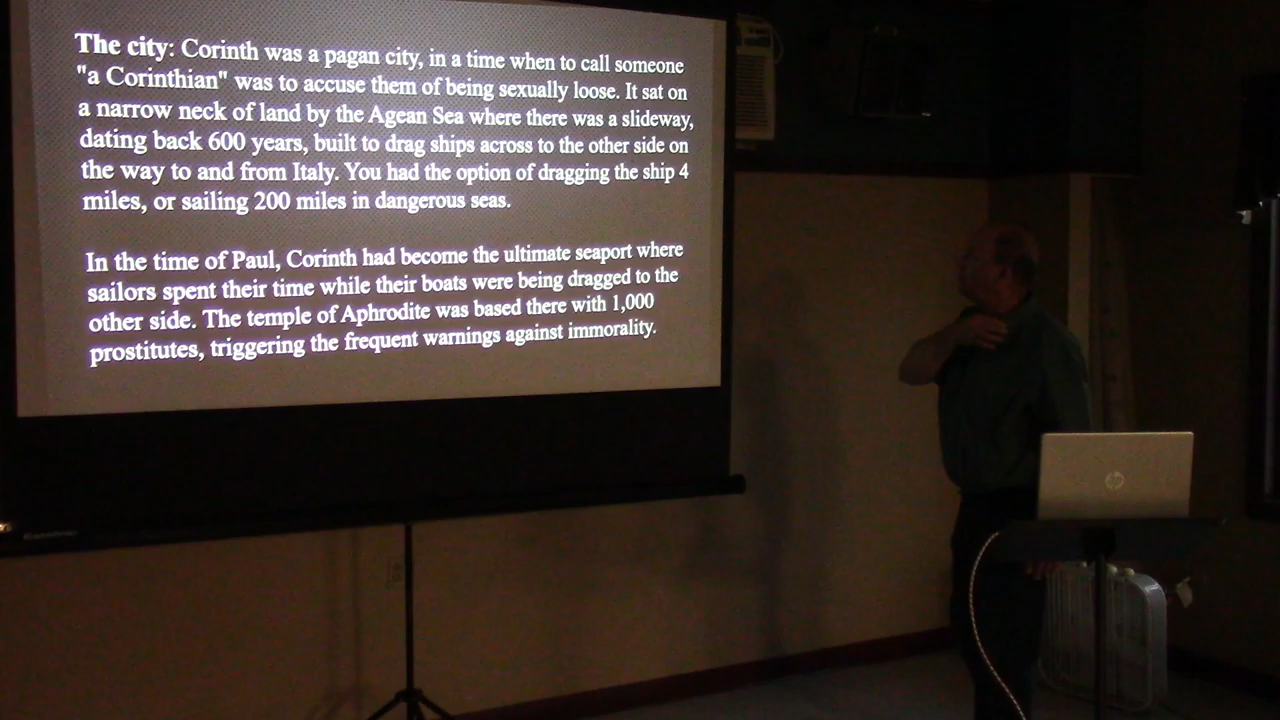 The city: Corinth was a pagan city, in a time when to call someone
"a Corinthian" was to accuse them of being sexually loose. It sat on
a narrow neck of land by the Agean Sea where there was a slideway,
dating back 600 years, built to drag ships across to the other side on
the way to and from Italy. You had the option of dragging the ship 4
miles, or sailing 200 miles in dangerous seas.
In the time of Paul, Corinth had become the ultimate seaport where
sailors spent their time while their boats were being dragged to the
other side. The temple of Aphrodite was based there with 1,000
prostitutes, triggering the frequent warnings against immorality.
hp